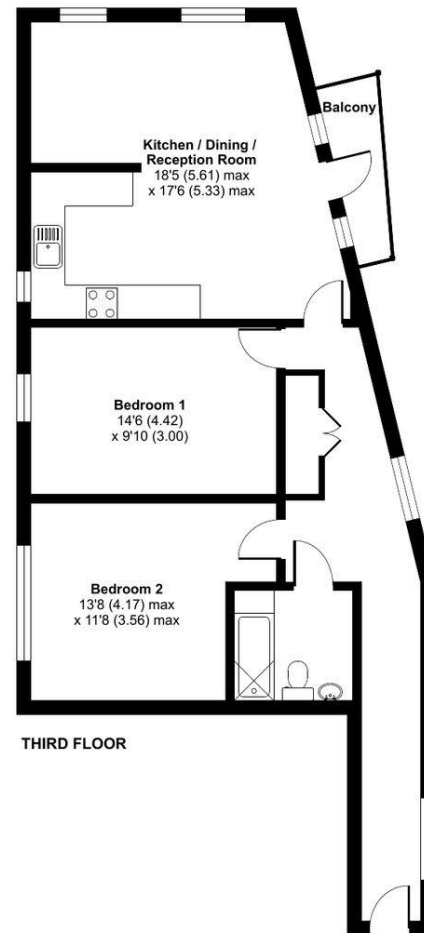 Balcony
Kitchen / Dining /
Reception Room
18'5 (5.61) max
x 17'6 (5.33) max
Bedroom 1
14'6 (4.42)
x 9'10 (3.00)
Bedroom 2
13'8 (4.17) max
x 11'8 (3.56) max
THIRD FLOOR